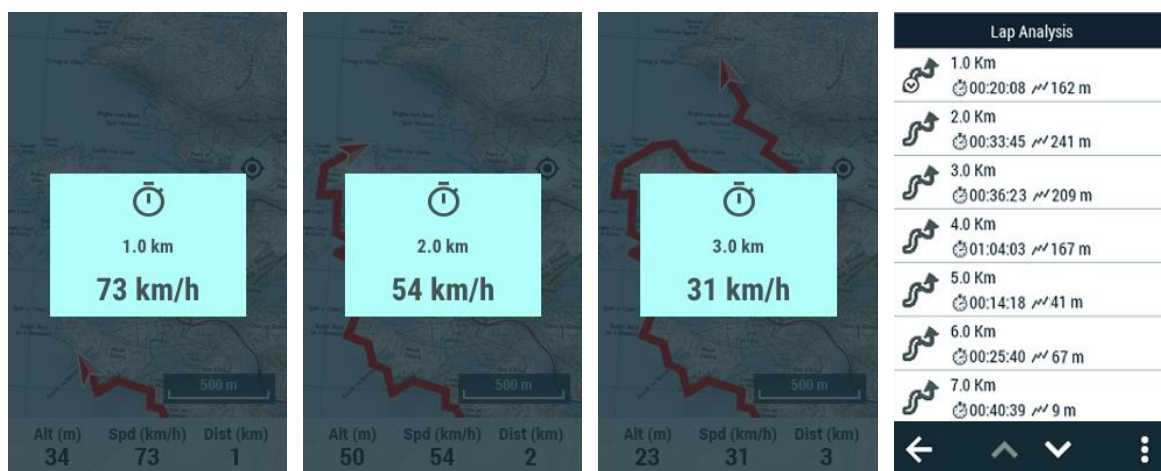 1.0 km
73 km/h
500 m
Alt (m) Spd (km/h) Dist (km)
34 73 1
2.0 km
54 km/h
500 m
Alt (m) Spd (km/h) Dist (km)
50 54 2
3.0 km
31 km/h
500 m
Alt (m) Spd (km/h) Dist (km)
23 31 3
Lap Analysis
1.0 Km
00:20:08 162 m
2.0 Km
00:33:45 241 m
3.0 Km
00:36:23 209 m
4.0 Km
01:04:03 167 m
5.0 Km
00:14:18 41 m
6.0 Km
00:25:40 67 m
7.0 Km
00:40:39 9 m